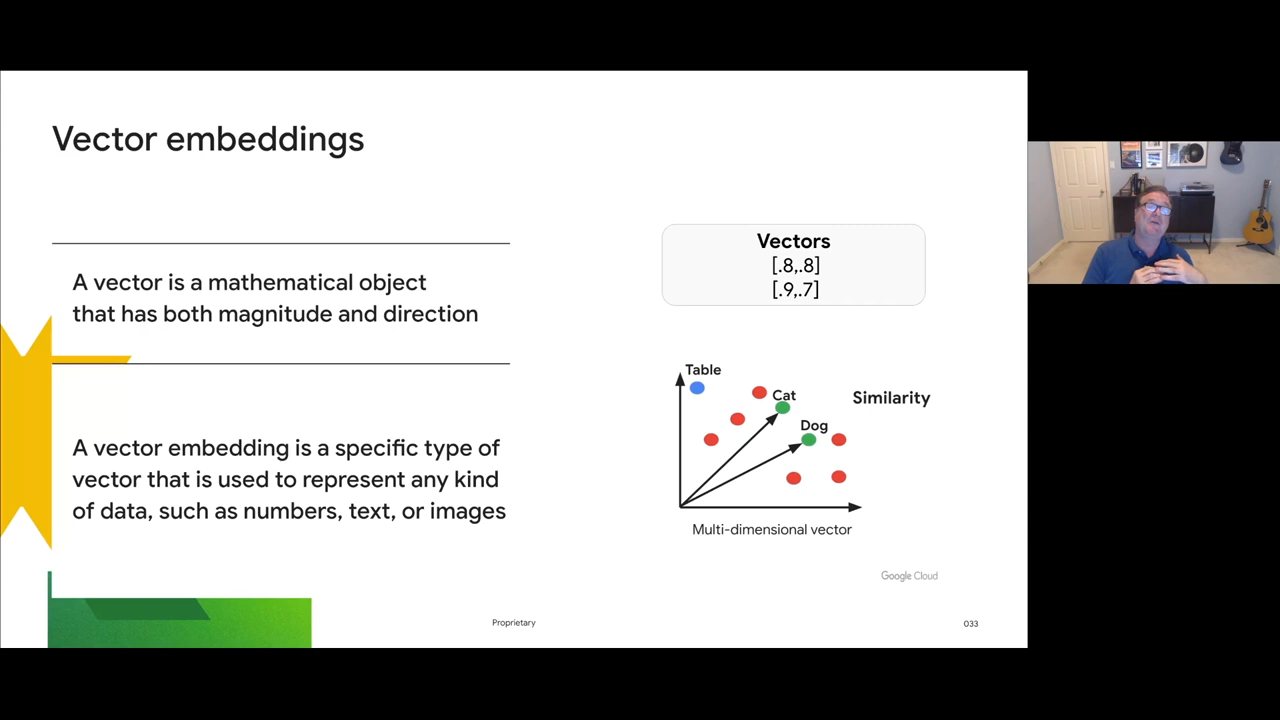 Vector embeddings
A vector is a mathematical object
that has both magnitude and direction
A vector embedding is a specific type of
vector that is used to represent any kind
of data, such as numbers, text, or images
Vectors
[.8,.8]
[.9,.7]
Table
Cat
Similarity
Dog
Multi-dimensional vector
Google Cloud
Proprietary
033